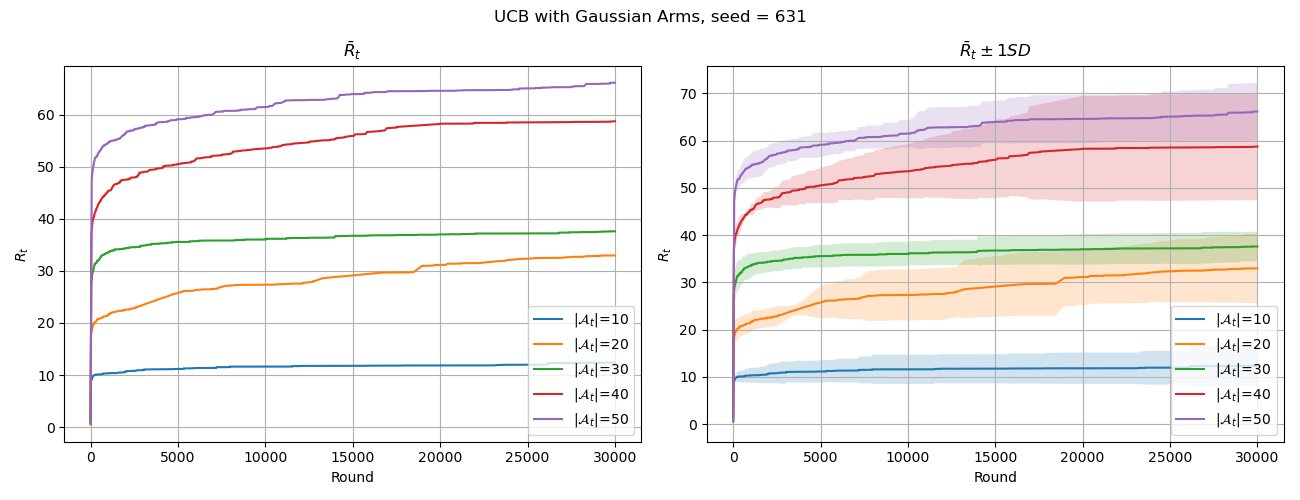 UCB with Gaussian Arms, seed = 631
R̄ₜ
Rₜ
60
50
40
30
20
10
0
0 5000 10000 15000 20000 25000 30000
Round
|𝒜ₜ|=10
|𝒜ₜ|=20
|𝒜ₜ|=30
|𝒜ₜ|=40
|𝒜ₜ|=50
R̄ₜ ± 1SD
Rₜ
70
60
50
40
30
20
10
0
0 5000 10000 15000 20000 25000 30000
Round
|𝒜ₜ|=10
|𝒜ₜ|=20
|𝒜ₜ|=30
|𝒜ₜ|=40
|𝒜ₜ|=50